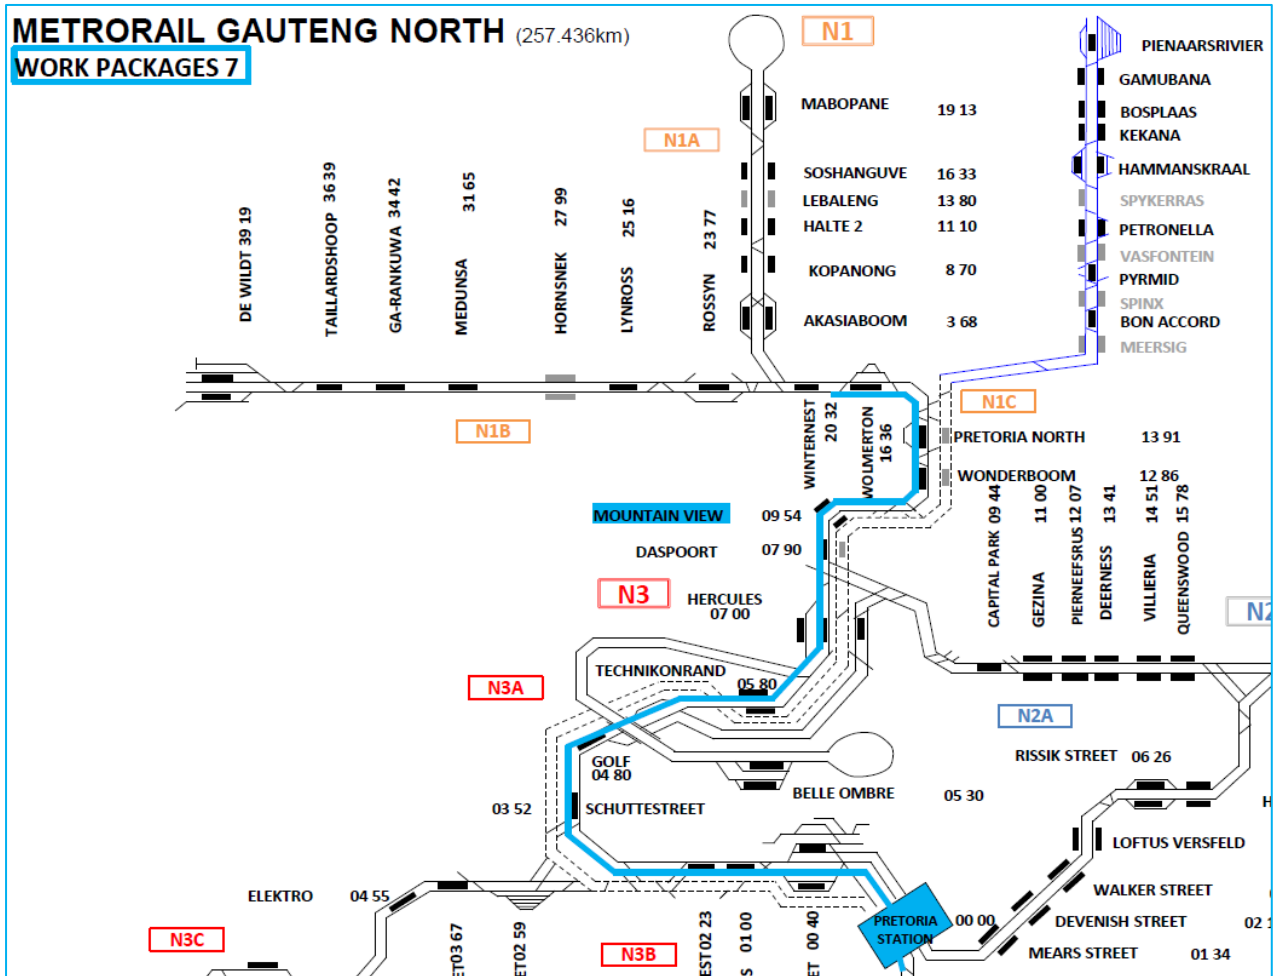 METRORAIL GAUTENG NORTH (257.436km)
WORK PACKAGES 7
N1
PIENAARSRIVIER
GAMUBANA
BOSPLAAS
KEKANA
HAMMANSKRAAL
SPYKERRAS
PETRONELLA
VASFONTEIN
PYRMID
SPINX
BON ACCORD
MEERSIG
MABOPANE 19 13
N1A
SOSHANGUVE 16 33
LEBALENG 13 80
HALTE 2 11 10
KOPANONG 8 70
AKASIABOOM 3 68
DE WILDT 39 19
TAILLARDSHOOP 36 39
GA-RANKUWA 34 42
MEDUNSA 31 65
HORNSNEK 27 99
LYNROSS 25 16
ROSSYN 23 77
N1B
N1C
WINTERNEST 20 32
WOLMERTON 16 36
PRETORIA NORTH 13 91
WONDERBOOM 12 86
MOUNTAIN VIEW 09 54
DASPOORT 07 90
CAPITAL PARK 09 44
GEZINA 11 00
PIERNEEFSRUS 12 07
DEERNESS 13 41
VILLIERIA 14 51
QUEENSWOOD 15 78
N3
HERCULES
07 00
N2
TECHNIKONRAND 05 80
N3A
N2A
GOLF
04 80
RISSIK STREET 06 26
BELLE OMBRE 05 30
03 52 SCHUTTESTREET
H
LOFTUS VERSFELD
ELEKTRO 04 55
WALKER STREET
PRETORIA
STATION
00 00
DEVENISH STREET 02 1
MEARS STREET 01 34
N3C
N3B
ET03 67
ET02 59
EST02 23
S 01 00
ET 00 40